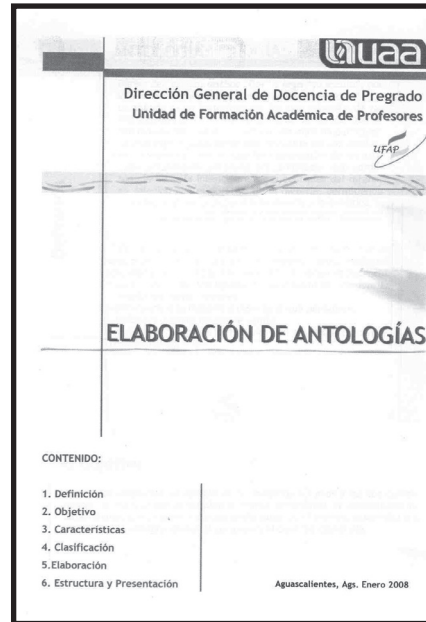 uaa
Dirección General de Docencia de Pregrado
Unidad de Formación Académica de Profesores
UFAP
ELABORACIÓN DE ANTOLOGÍAS
CONTENIDO:
1. Definición
2. Objetivo
3. Características
4. Clasificación
5.Elaboración
6. Estructura y Presentación
Aguascalientes, Ags. Enero 2008